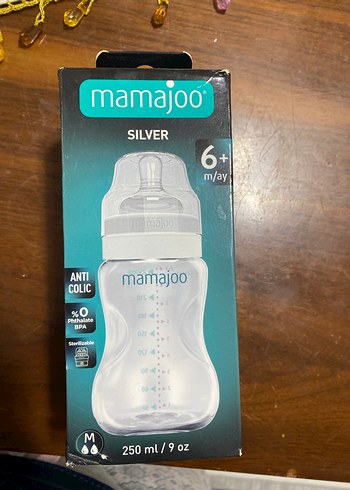 mamajoo®
SILVER
6+
m/ay
mamajoo
ANTI
COLIC
%0
Phthalate
BPA
Sterilizable
M
250 ml / 9 oz